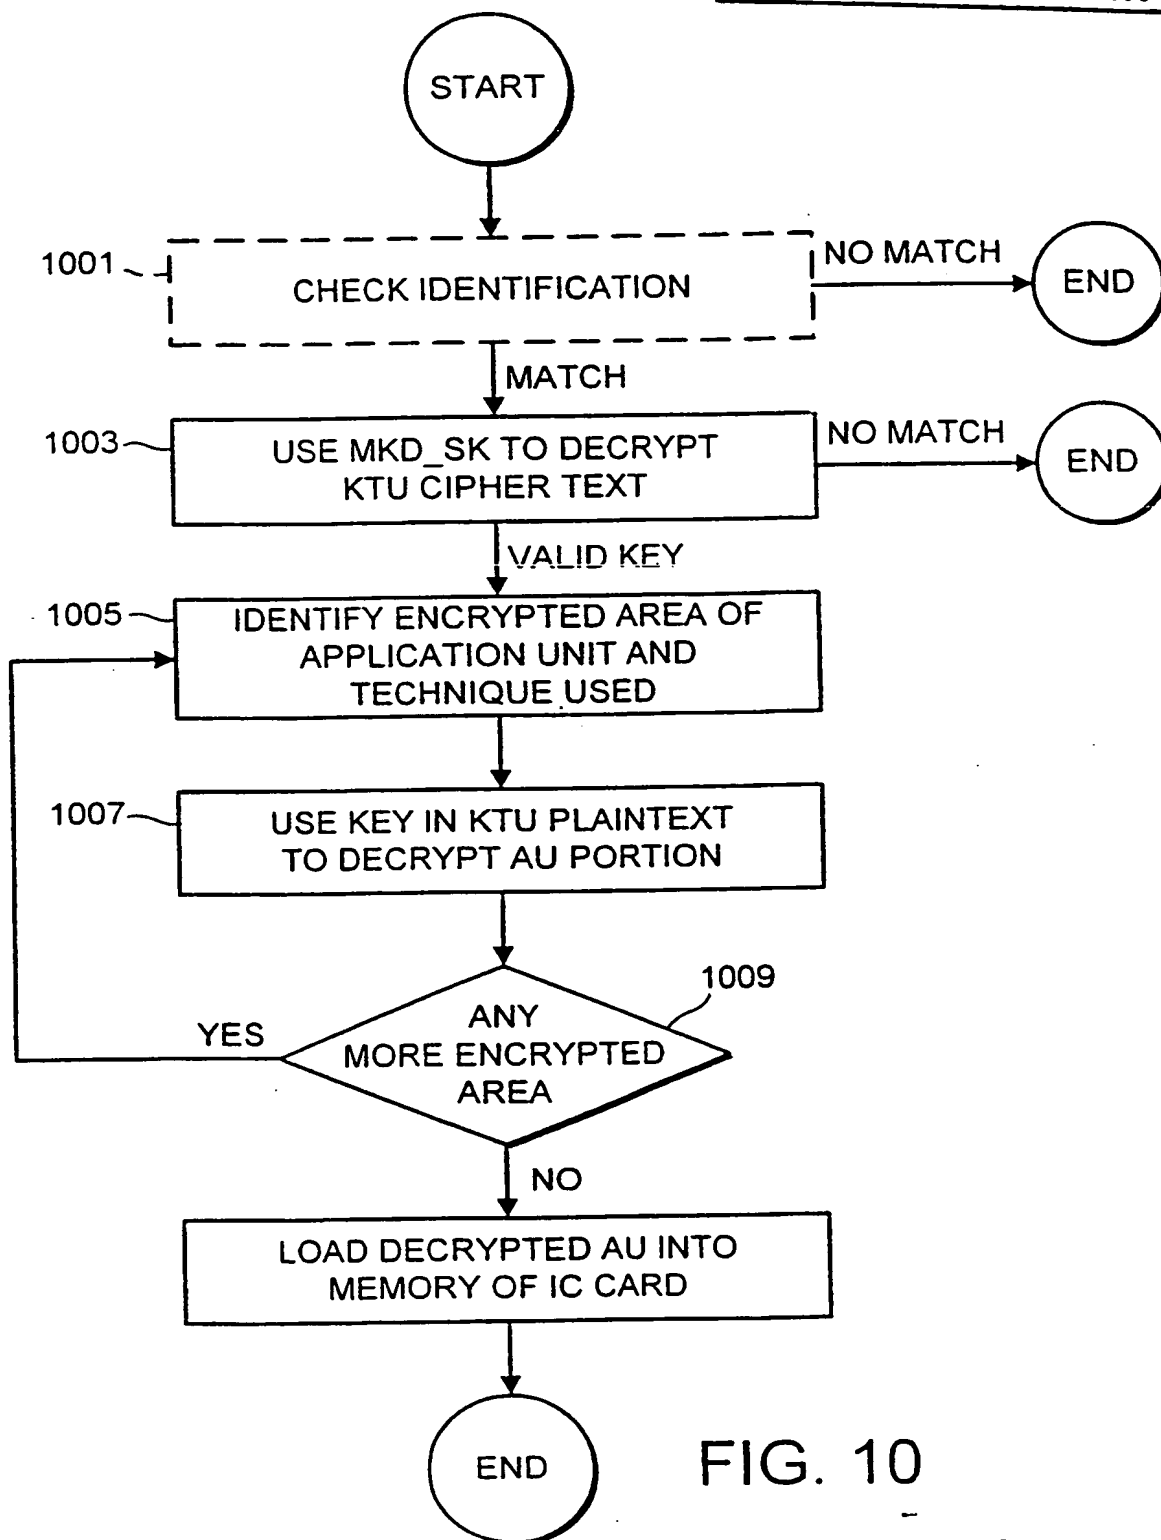 START
1001
CHECK IDENTIFICATION
NO MATCH
END
MATCH
1003
USE MKD_SK TO DECRYPT
KTU CIPHER TEXT
NO MATCH
END
VALID KEY
1005
IDENTIFY ENCRYPTED AREA OF
APPLICATION UNIT AND
TECHNIQUE USED
1007
USE KEY IN KTU PLAINTEXT
TO DECRYPT AU PORTION
1009
ANY
MORE ENCRYPTED
AREA
YES
NO
LOAD DECRYPTED AU INTO
MEMORY OF IC CARD
END
FIG. 10